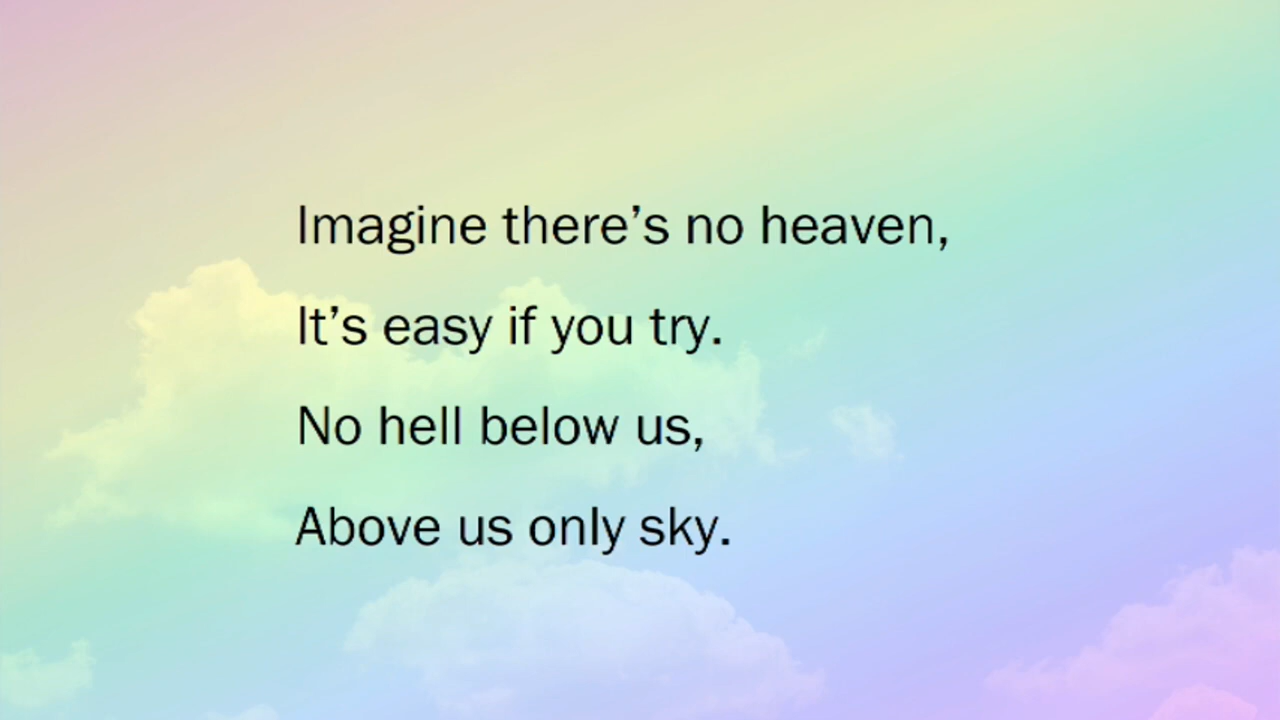 Imagine there’s no heaven,
It’s easy if you try.
No hell below us,
Above us only sky.